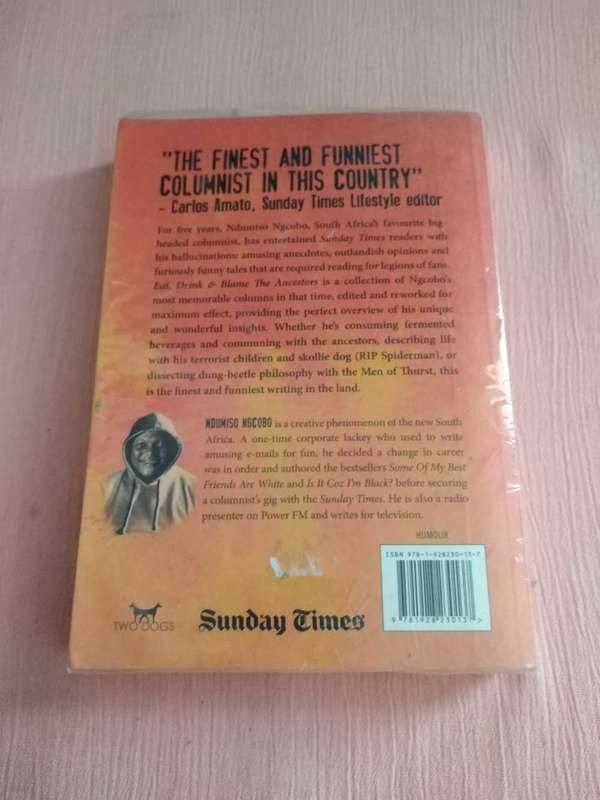 "THE FINEST AND FUNNIEST
COLUMNIST IN THIS COUNTRY"
– Carlos Amato, Sunday Times Lifestyle editor
For five years, Ndumiso Ngcobo, South Africa's favourite big-
headed columnist, has entertained Sunday Times readers with
his hallucinations: amusing anecdotes, outlandish opinions and
furiously funny tales that are required reading for legions of fans.
Eat, Drink & Blame The Ancestors is a collection of Ngcobo's
most memorable columns in that time, edited and reworked for
maximum effect, providing the perfect overview of his unique
and wonderful insights. Whether he's consuming fermented
beverages and communing with the ancestors, describing life
with his terrorist children and skollie dog (RIP Spiderman), or
dissecting dung-beetle philosophy with the Men of Thurst, this
is the finest and funniest writing in the land.
NDUMISO NGCOBO is a creative phenomenon of the new South
Africa. A one-time corporate lackey who used to write
amusing e-mails for fun, he decided a change in career
was in order and authored the bestsellers Some Of My Best
Friends Are White and Is It Coz I'm Black? before securing
a columnist's gig with the Sunday Times. He is also a radio
presenter on Power FM and writes for television.
HUMOUR
ISBN 978-1-928230-13-7
9 781928 230137 >
TWO DOGS
Sunday Times